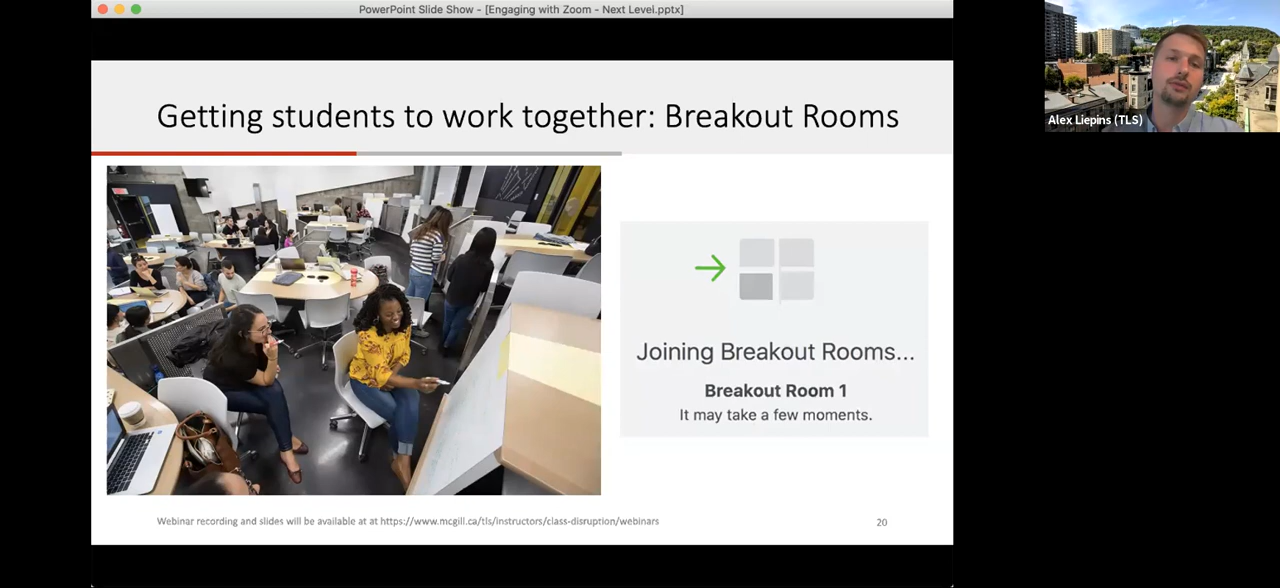 PowerPoint Slide Show - [Engaging with Zoom - Next Level.pptx]
Getting students to work together: Breakout Rooms
Joining Breakout Rooms...
Breakout Room 1
It may take a few moments.
Webinar recording and slides will be available at at https://www.mcgill.ca/tls/instructors/class-disruption/webinars
20
Alex Liepins (TLS)